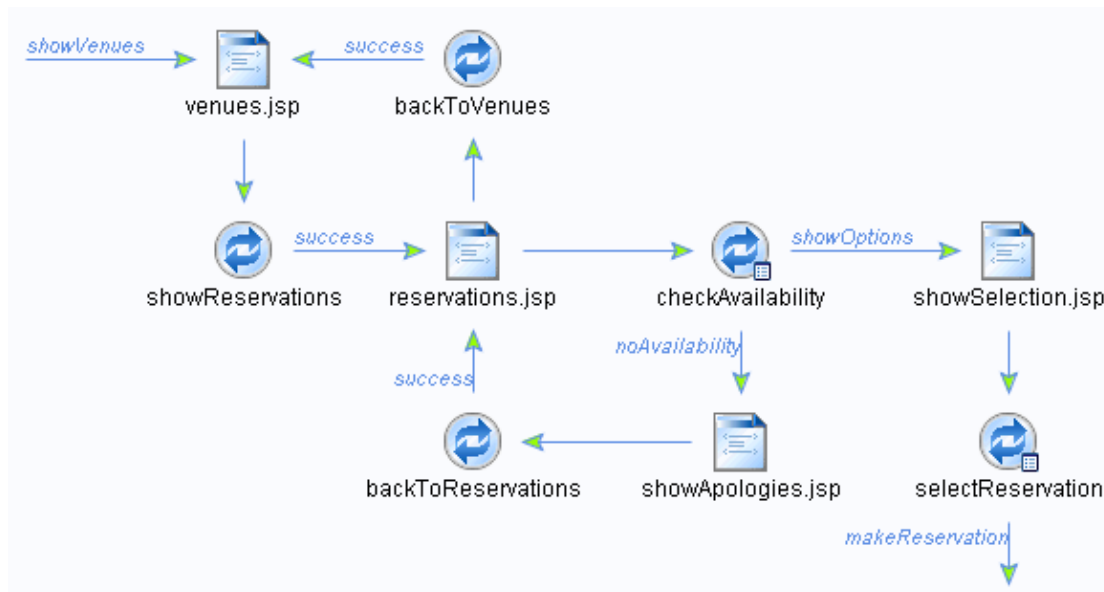 showVenues
success
venues.jsp
backToVenues
success
showOptions
showReservations
reservations.jsp
checkAvailability
showSelection.jsp
noAvailability
success
backToReservations
showApologies.jsp
selectReservation
makeReservation